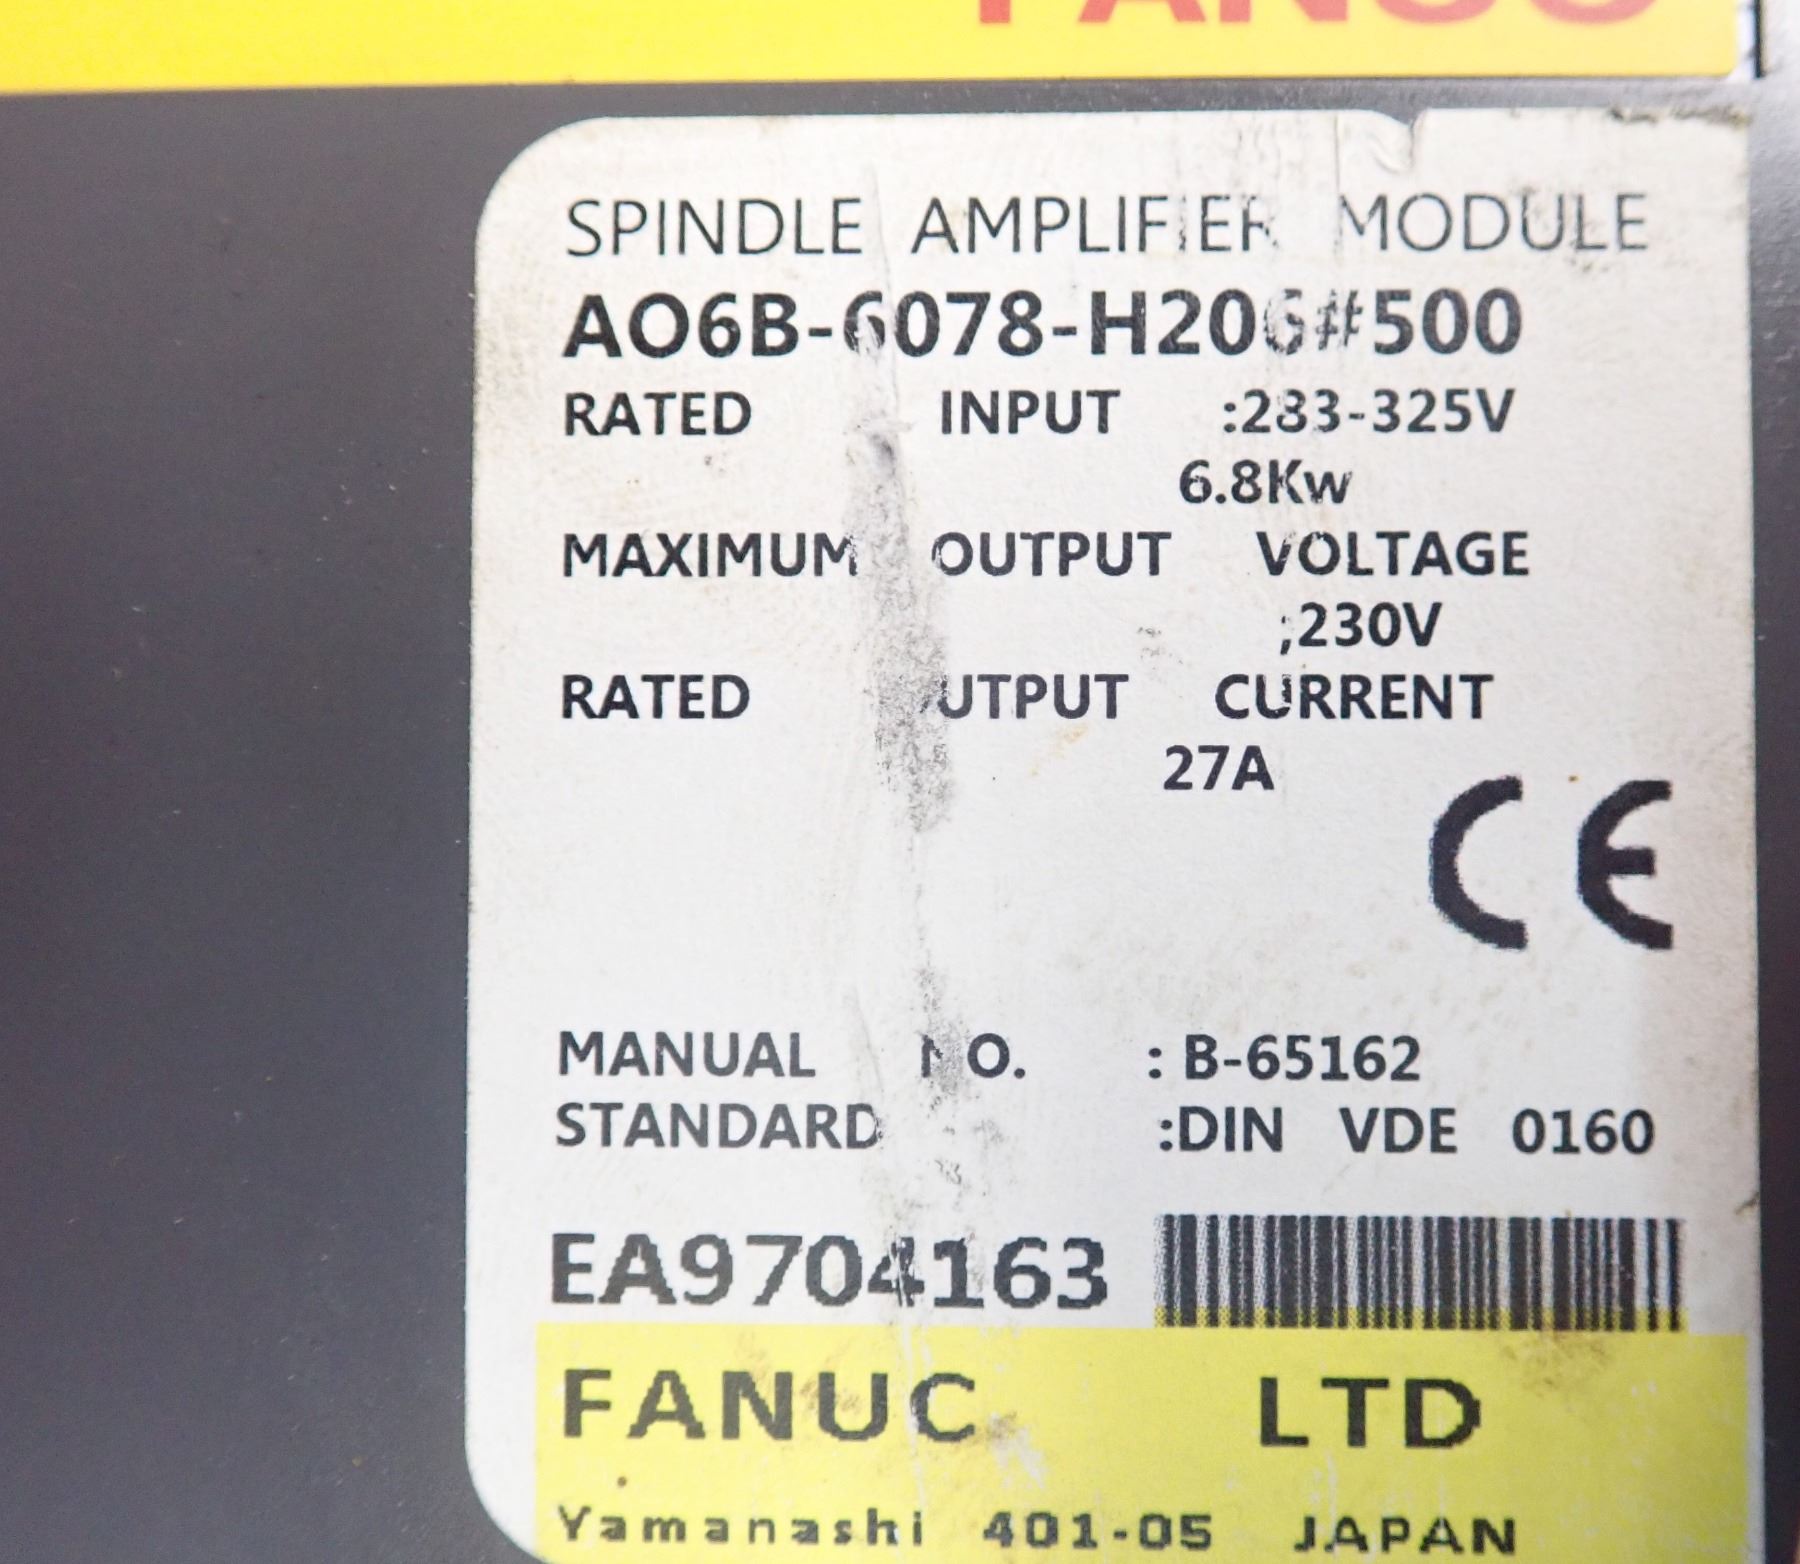 FANUC
SPINDLE AMPLIFIER MODULE
AO6B-6078-H206#500
RATED INPUT :283-325V
6.8Kw
MAXIMUM OUTPUT VOLTAGE
;230V
RATED OUTPUT CURRENT
27A
CE
MANUAL NO. : B-65162
STANDARD :DIN VDE 0160
EA9704163
FANUC LTD
Yamanashi 401-05 JAPAN